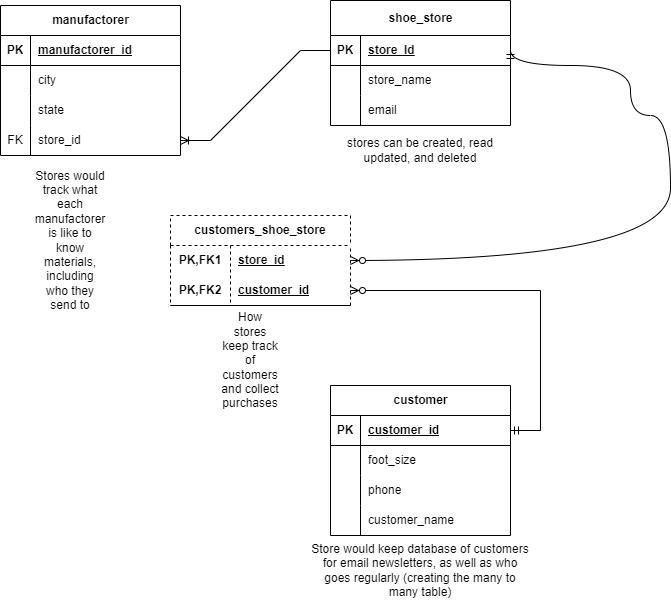 manufactorer
PK manufactorer_id
city
state
FK store_id
Stores would
track what
each
manufactorer
is like to
know
materials,
including
who they
send to
shoe_store
PK store_Id
store_name
email
stores can be created, read
updated, and deleted
customers_shoe_store
PK,FK1 store_id
PK,FK2 customer_id
How
stores
keep track
of
customers
and collect
purchases
customer
PK customer_id
foot_size
phone
customer_name
Store would keep database of customers
for email newsletters, as well as who
goes regularly (creating the many to
many table)